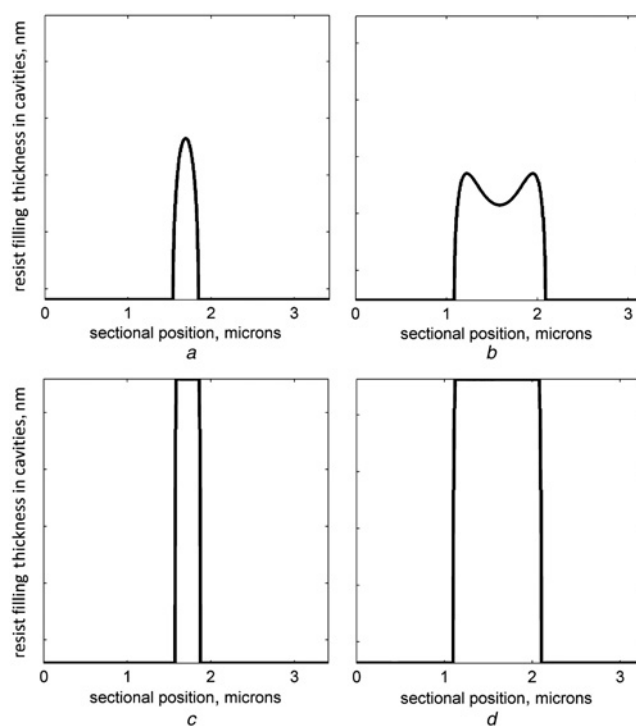 resist filling thickness in cavities, nm
0 1 2 3
sectional position, microns
a
0 1 2 3
sectional position, microns
b
resist filling thickness in cavities, nm
0 1 2 3
sectional position, microns
c
0 1 2 3
sectional position, microns
d